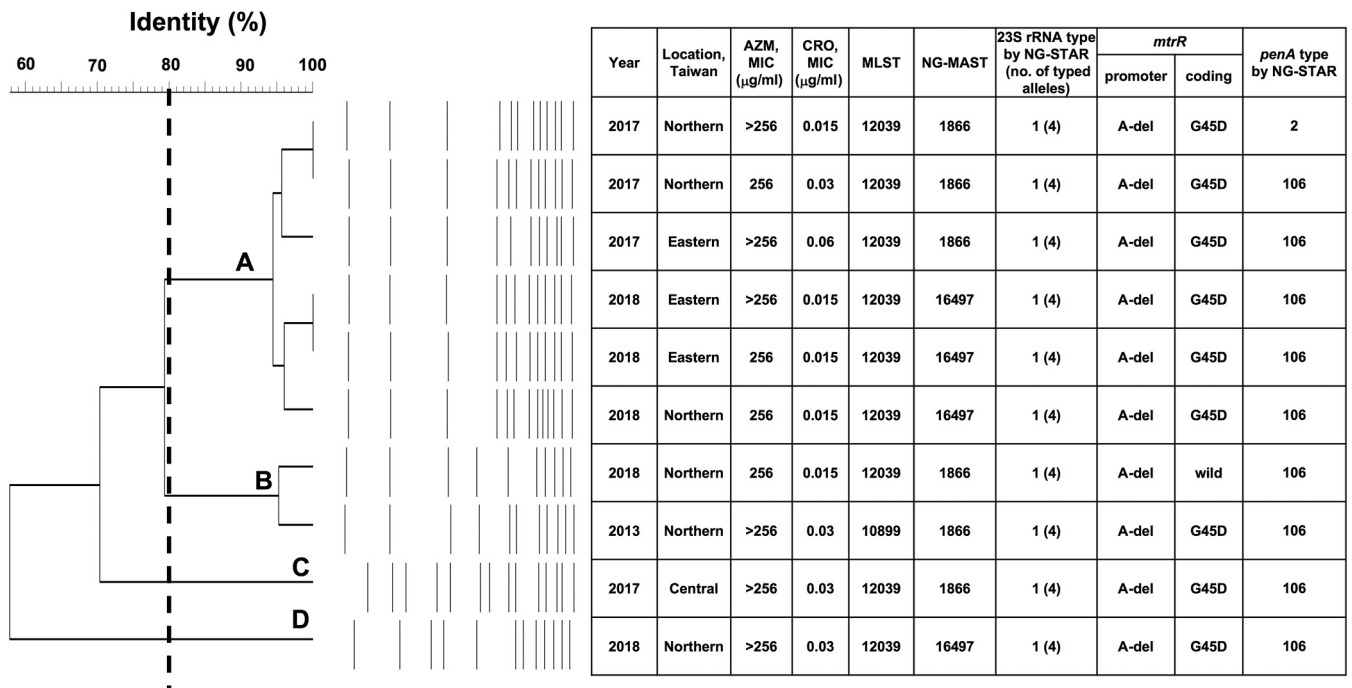 Identity (%)
60 70 80 90 100
A
B
C
D
Year
Location,
Taiwan
AZM,
MIC
(μg/ml)
CRO,
MIC
(μg/ml)
MLST
NG-MAST
23S rRNA type
by NG-STAR
(no. of typed
alleles)
mtrR
promoter coding
penA type
by NG-STAR
2017 Northern >256 0.015 12039 1866 1 (4) A-del G45D 2
2017 Northern 256 0.03 12039 1866 1 (4) A-del G45D 106
2017 Eastern >256 0.06 12039 1866 1 (4) A-del G45D 106
2018 Eastern >256 0.015 12039 16497 1 (4) A-del G45D 106
2018 Eastern 256 0.015 12039 16497 1 (4) A-del G45D 106
2018 Northern 256 0.015 12039 16497 1 (4) A-del G45D 106
2018 Northern 256 0.015 12039 1866 1 (4) A-del wild 106
2013 Northern >256 0.03 10899 1866 1 (4) A-del G45D 106
2017 Central >256 0.03 12039 1866 1 (4) A-del G45D 106
2018 Northern >256 0.03 12039 16497 1 (4) A-del G45D 106